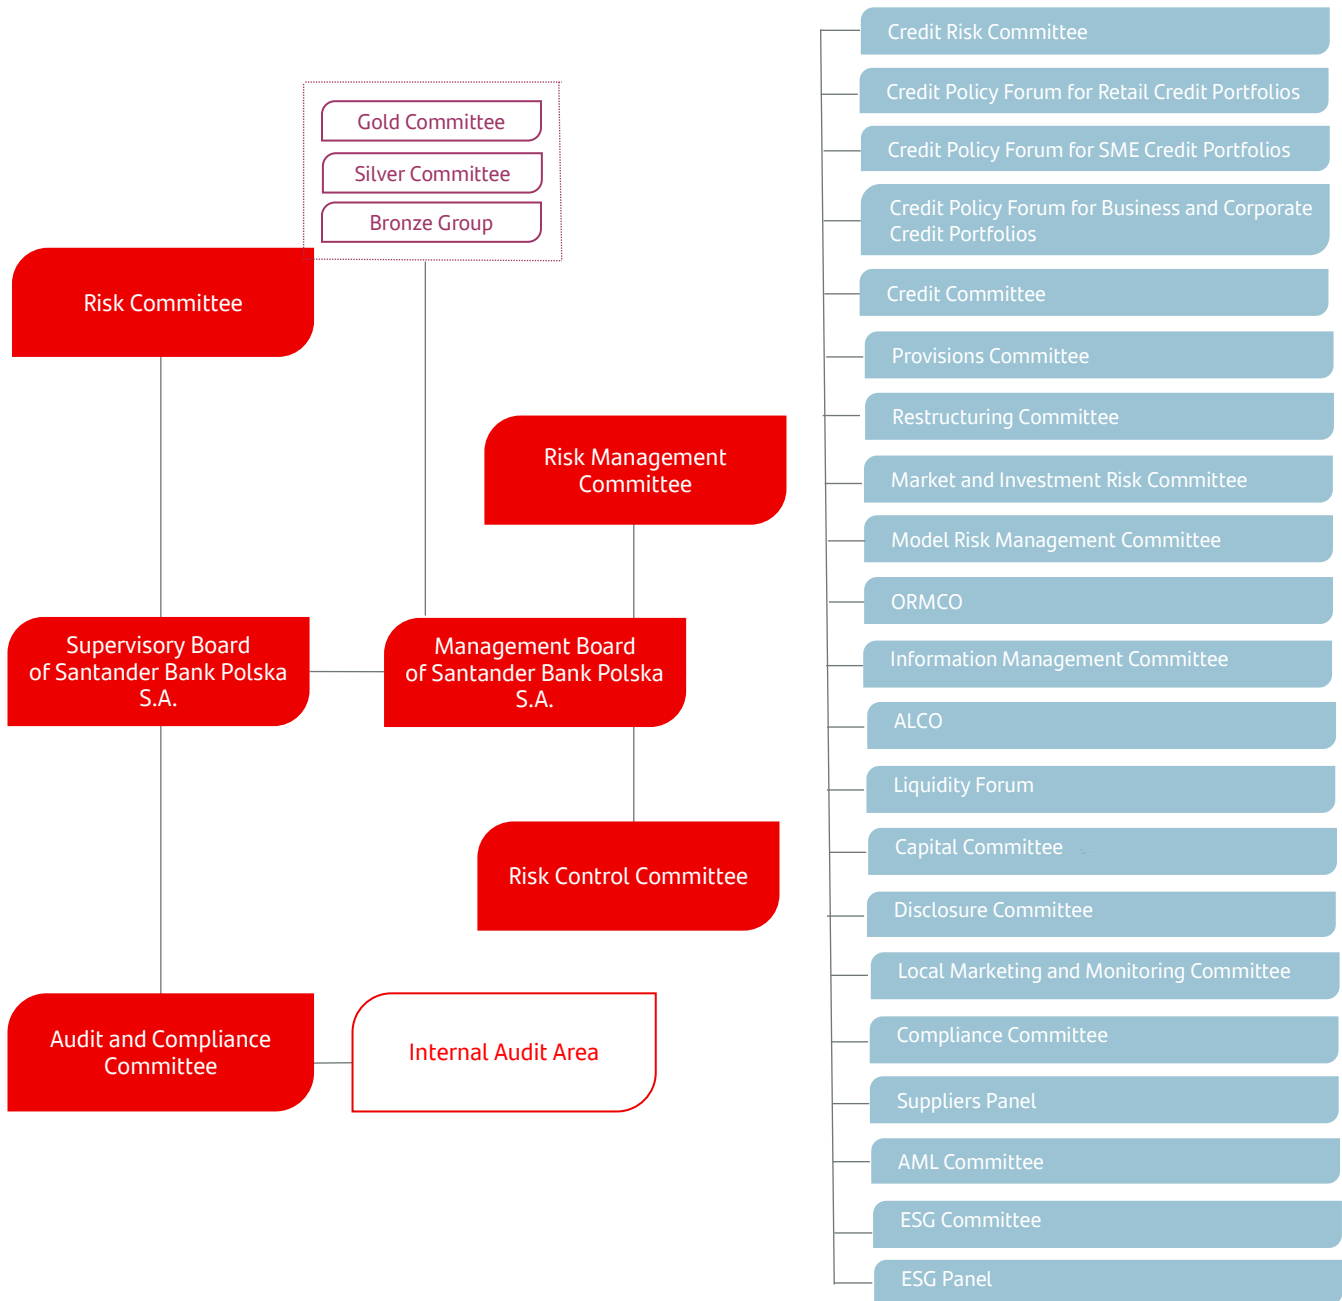 Gold Committee
Silver Committee
Bronze Group
Risk Committee
Risk Management
Committee
Supervisory Board
of Santander Bank Polska
S.A.
Management Board
of Santander Bank Polska
S.A.
Risk Control Committee
Audit and Compliance
Committee
Internal Audit Area
Credit Risk Committee
Credit Policy Forum for Retail Credit Portfolios
Credit Policy Forum for SME Credit Portfolios
Credit Policy Forum for Business and Corporate
Credit Portfolios
Credit Committee
Provisions Committee
Restructuring Committee
Market and Investment Risk Committee
Model Risk Management Committee
ORMCO
Information Management Committee
ALCO
Liquidity Forum
Capital Committee
Disclosure Committee
Local Marketing and Monitoring Committee
Compliance Committee
Suppliers Panel
AML Committee
ESG Committee
ESG Panel